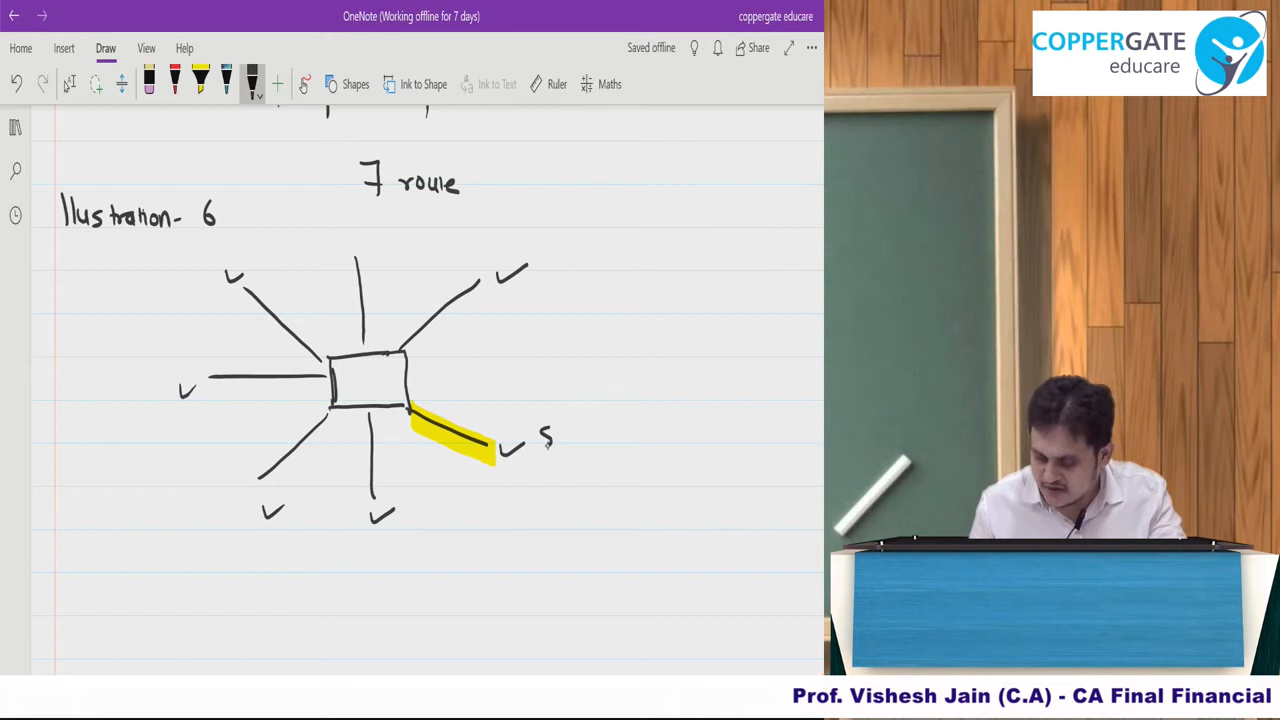 OneNote (Working offline for 7 days)
coppergate educare
Home Insert Draw View Help
Saved offline
Share
Shapes
Ink to Shape
Ink to Text
Ruler
Maths
COPPERGATE
educare
7 roule
Illustration- 6
S
Prof. Vishesh Jain (C.A) - CA Final Financial